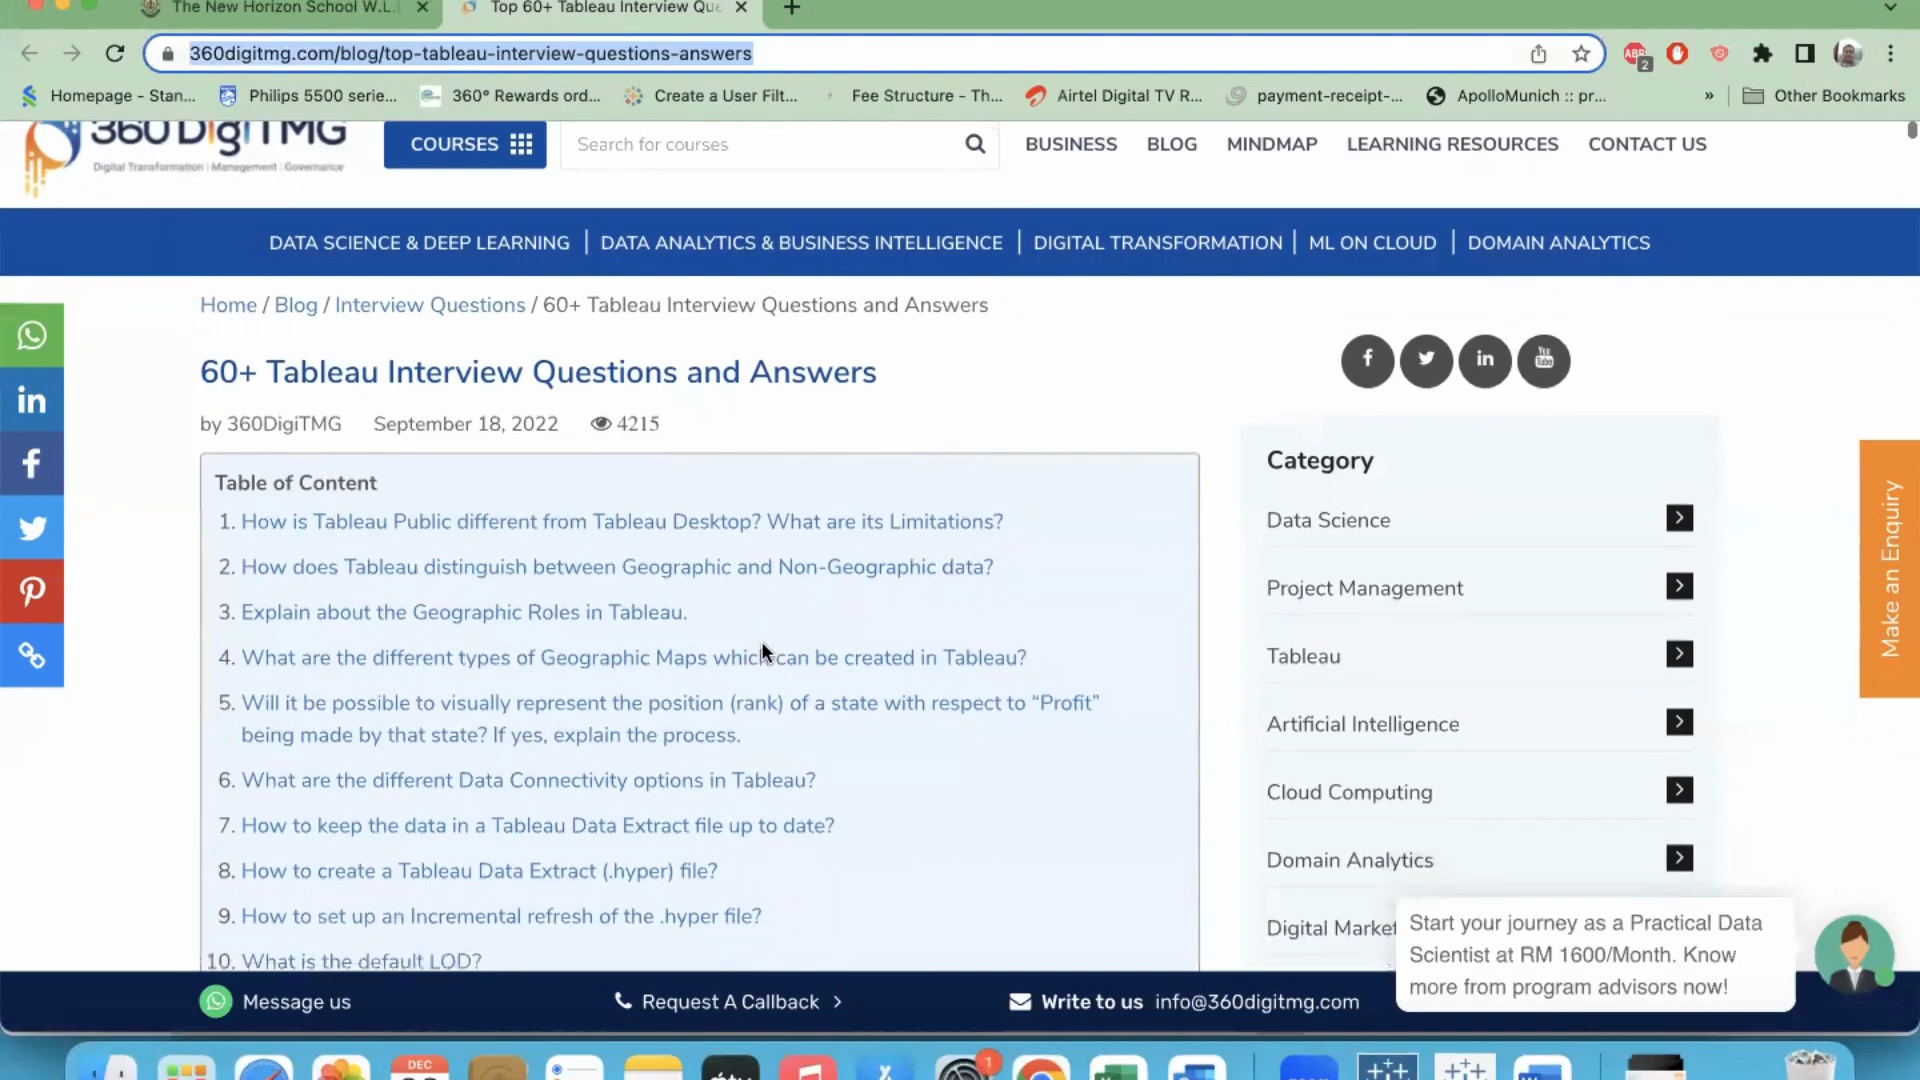 The New Horizon School W.L.
Top 60+ Tableau Interview Que
360digitmg.com/blog/top-tableau-interview-questions-answers
ABP
2
Homepage - Stan...
Philips 5500 serie...
360° Rewards ord...
Create a User Filt...
Fee Structure - Th...
Airtel Digital TV R...
payment-receipt-...
ApolloMunich :: pr...
»
Other Bookmarks
360DigiTMG
Digital Transformation | Management | Governance
COURSES
Search for courses
BUSINESS
BLOG
MINDMAP
LEARNING RESOURCES
CONTACT US
DATA SCIENCE & DEEP LEARNING
DATA ANALYTICS & BUSINESS INTELLIGENCE
DIGITAL TRANSFORMATION
ML ON CLOUD
DOMAIN ANALYTICS
Home / Blog / Interview Questions / 60+ Tableau Interview Questions and Answers
60+ Tableau Interview Questions and Answers
by 360DigiTMG September 18, 2022 4215
Table of Content
1. How is Tableau Public different from Tableau Desktop? What are its Limitations?
2. How does Tableau distinguish between Geographic and Non-Geographic data?
3. Explain about the Geographic Roles in Tableau.
4. What are the different types of Geographic Maps which can be created in Tableau?
5. Will it be possible to visually represent the position (rank) of a state with respect to “Profit”
being made by that state? If yes, explain the process.
6. What are the different Data Connectivity options in Tableau?
7. How to keep the data in a Tableau Data Extract file up to date?
8. How to create a Tableau Data Extract (.hyper) file?
9. How to set up an Incremental refresh of the .hyper file?
10. What is the default LOD?
You Tube
Category
Data Science
Project Management
Tableau
Artificial Intelligence
Cloud Computing
Domain Analytics
Digital Market
Make an Enquiry
Start your journey as a Practical Data
Scientist at RM 1600/Month. Know
more from program advisors now!
Message us
Request A Callback
Write to us info@360digitmg.com
DEC
1